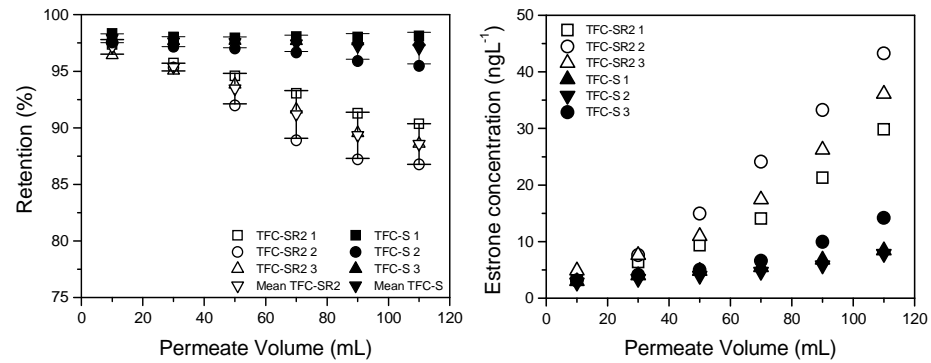 100
95
90
85
80
75
0 20 40 60 80 100 120
Retention (%)
Permeate Volume (mL)
TFC-SR2 1
TFC-SR2 2
TFC-SR2 3
Mean TFC-SR2
TFC-S 1
TFC-S 2
TFC-S 3
Mean TFC-S
50
40
30
20
10
0
0 20 40 60 80 100 120
Estrone concentration (ngL⁻¹)
Permeate Volume (mL)
TFC-SR2 1
TFC-SR2 2
TFC-SR2 3
TFC-S 1
TFC-S 2
TFC-S 3